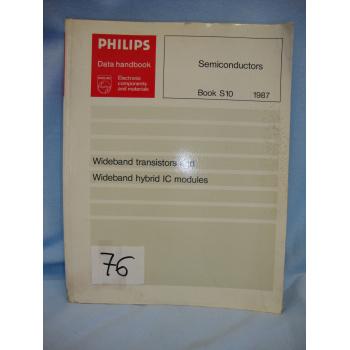 PHILIPS
Data handbook
Electronic
components
and materials
Semiconductors
Book S10 1987
Wideband transistors
Wideband hybrid IC modules
76